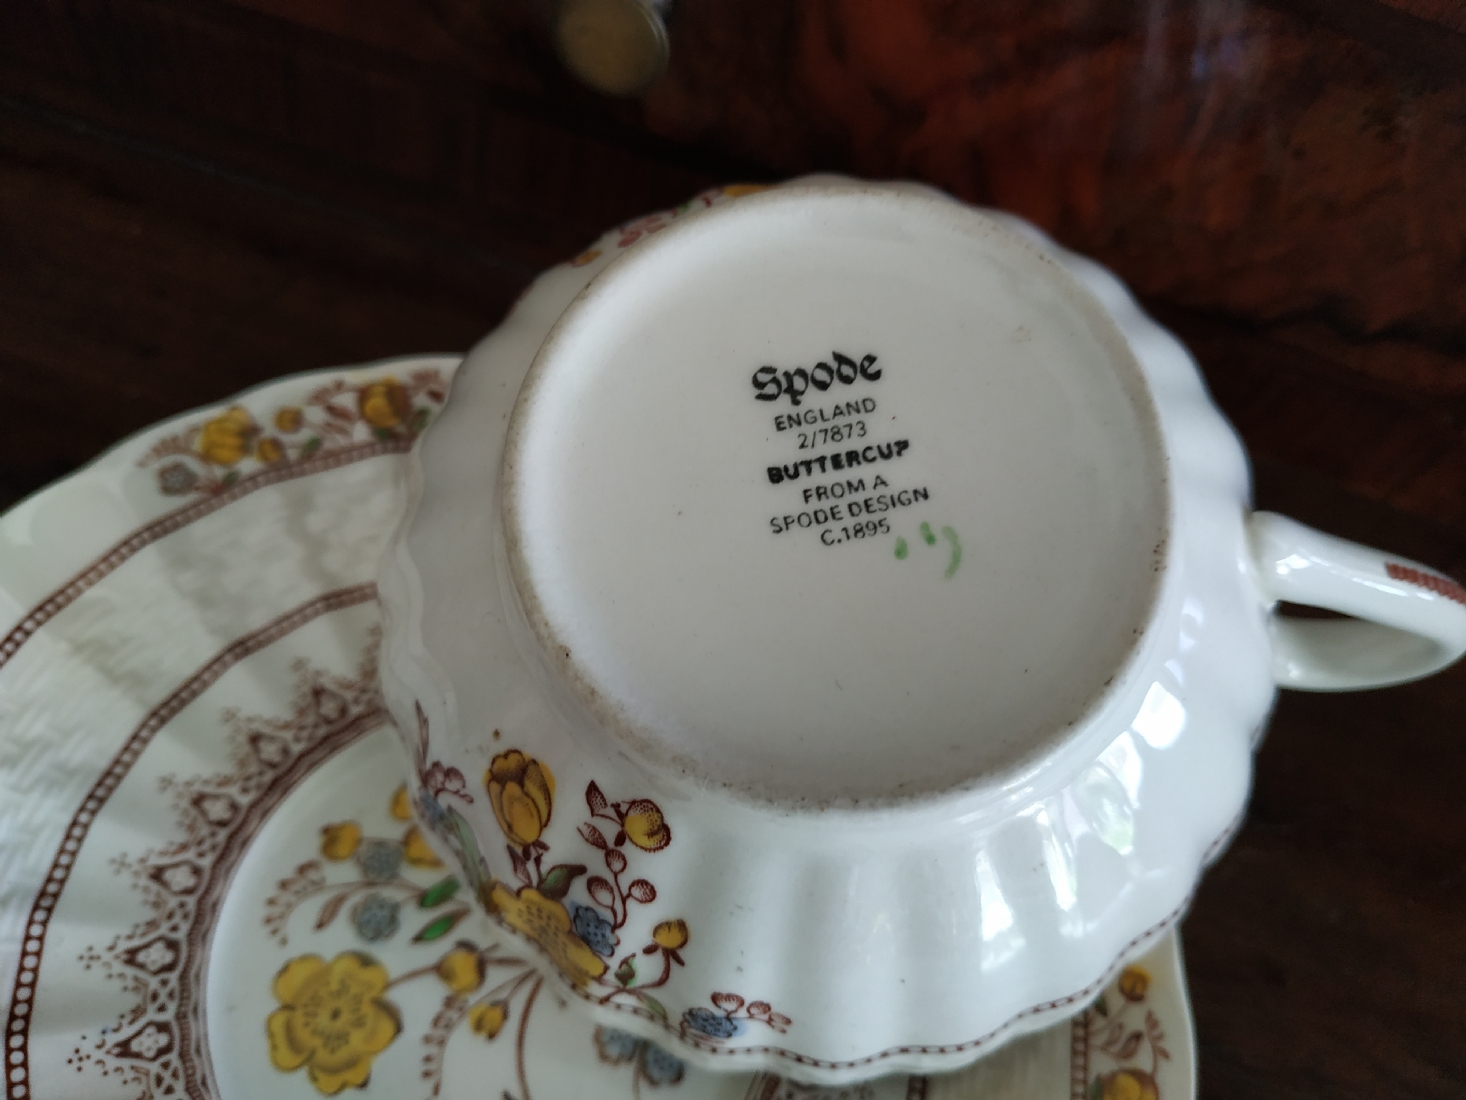 Spode
ENGLAND
2/7873
BUTTERCUP
FROM A
SPODE DESIGN
C.1895